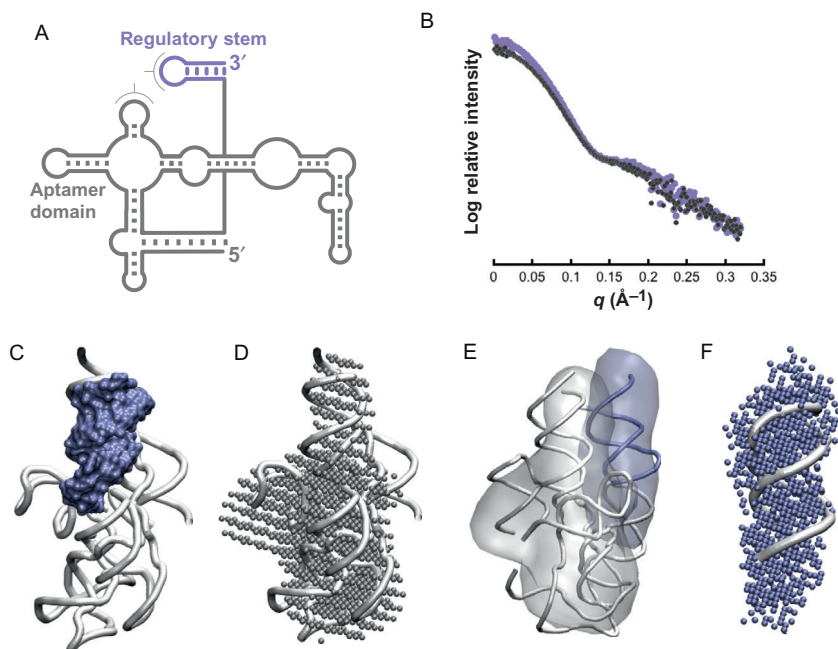 A
Regulatory stem
3′
Aptamer
domain
5′
B
Log relative intensity
0 0.05 0.1 0.15 0.2 0.25 0.3 0.35
q (Å–1)
C
D
E
F